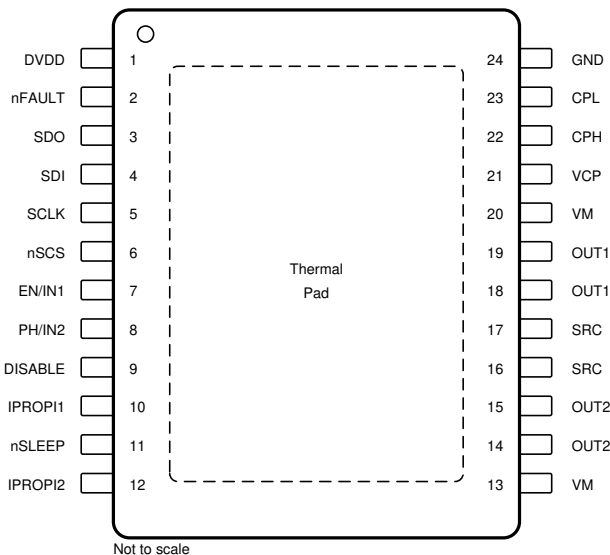 DVDD 1 24 GND
nFAULT 2 23 CPL
SDO 3 22 CPH
SDI 4 21 VCP
SCLK 5 20 VM
nSCS 6 19 OUT1
Thermal
EN/IN1 7 18 OUT1
Pad
PH/IN2 8 17 SRC
DISABLE 9 16 SRC
IPROPI1 10 15 OUT2
nSLEEP 11 14 OUT2
IPROPI2 12 13 VM
Not to scale